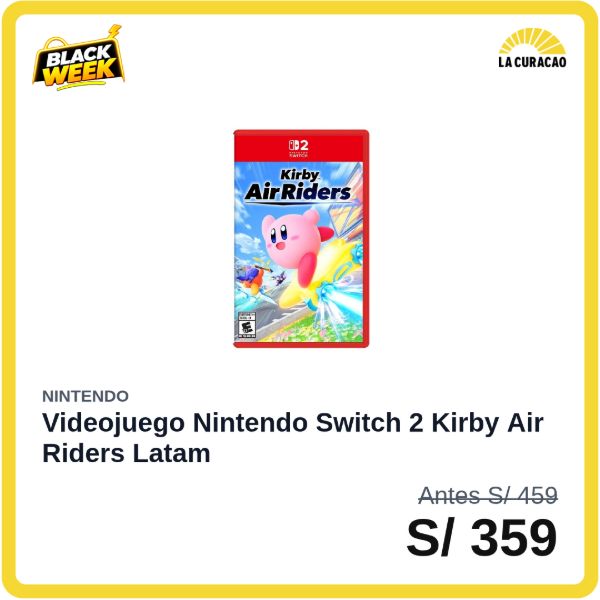 BLACK
WEEK
LA CURACAO
2
Kirby
Air Riders
E
NINTENDO
Videojuego Nintendo Switch 2 Kirby Air
Riders Latam
Antes S/ 459
S/ 359